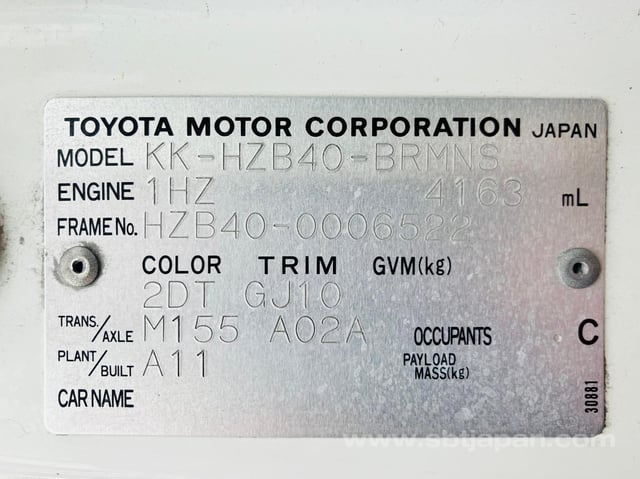 TOYOTA MOTOR CORPORATION JAPAN
MODEL KK-HZB40-BRMNS
ENGINE 1HZ 4163 mL
FRAME No. HZB40-0006522
COLOR TRIM GVM(kg)
2DT GJ10
TRANS./AXLE M155 A02A OCCUPANTS C
PLANT/BUILT A11 PAYLOAD MASS(kg)
CAR NAME
30881
www.sbtjapan.com